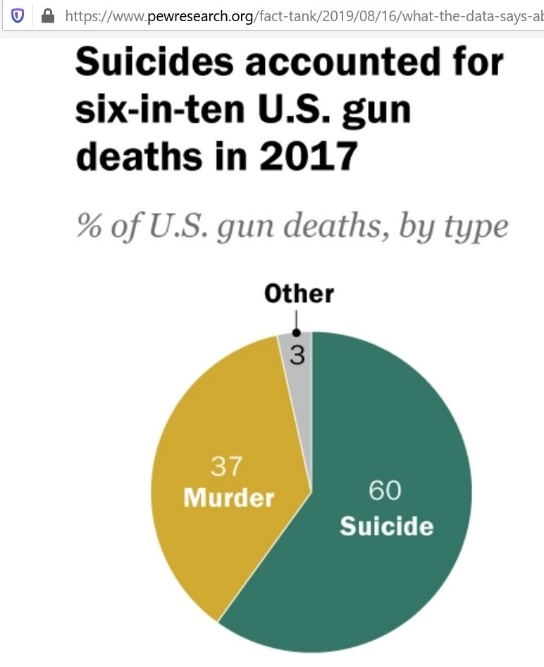 https://www.pewresearch.org/fact-tank/2019/08/16/what-the-data-says-ab
Suicides accounted for
six-in-ten U.S. gun
deaths in 2017
% of U.S. gun deaths, by type
Other
3
37
Murder
60
Suicide